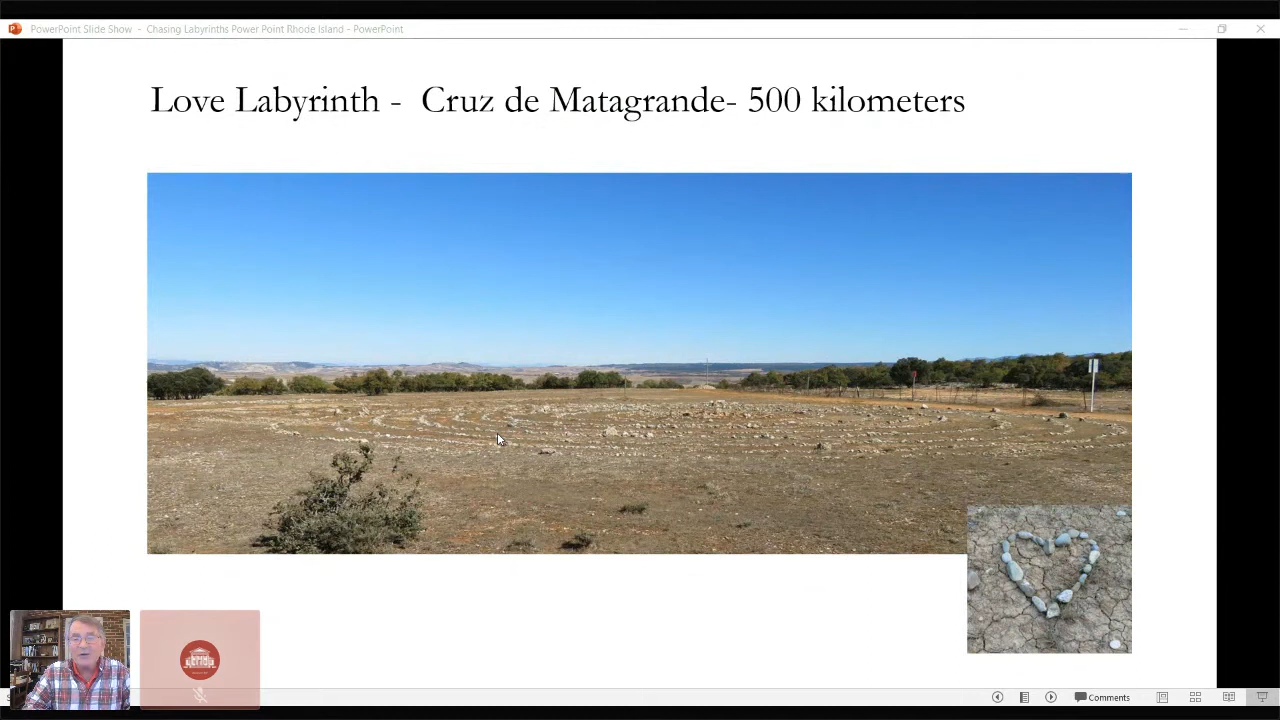 PowerPoint Slide Show - Chasing Labyrinths Power Point Rhode Island - PowerPoint
Love Labyrinth - Cruz de Matagrande- 500 kilometers
Comments